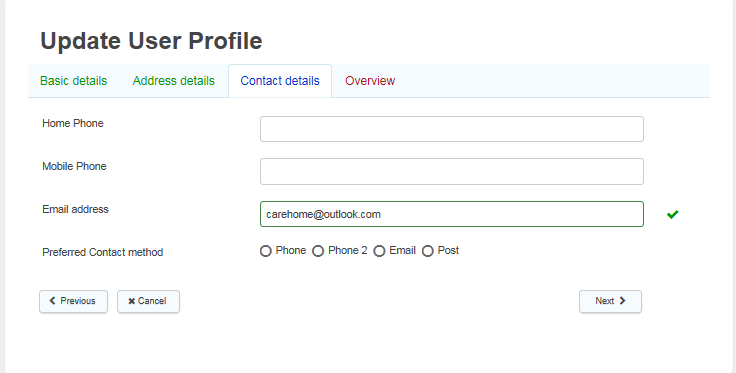 Update User Profile
Basic details Address details Contact details Overview
Home Phone
Mobile Phone
Email address carehome@outlook.com
Preferred Contact method Phone Phone 2 Email Post
Previous Cancel Next